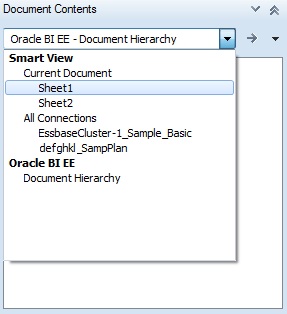 Document Contents
Oracle BI EE - Document Hierarchy
Smart View
Current Document
Sheet1
Sheet2
All Connections
EssbaseCluster-1_Sample_Basic
defghkl_SampPlan
Oracle BI EE
Document Hierarchy